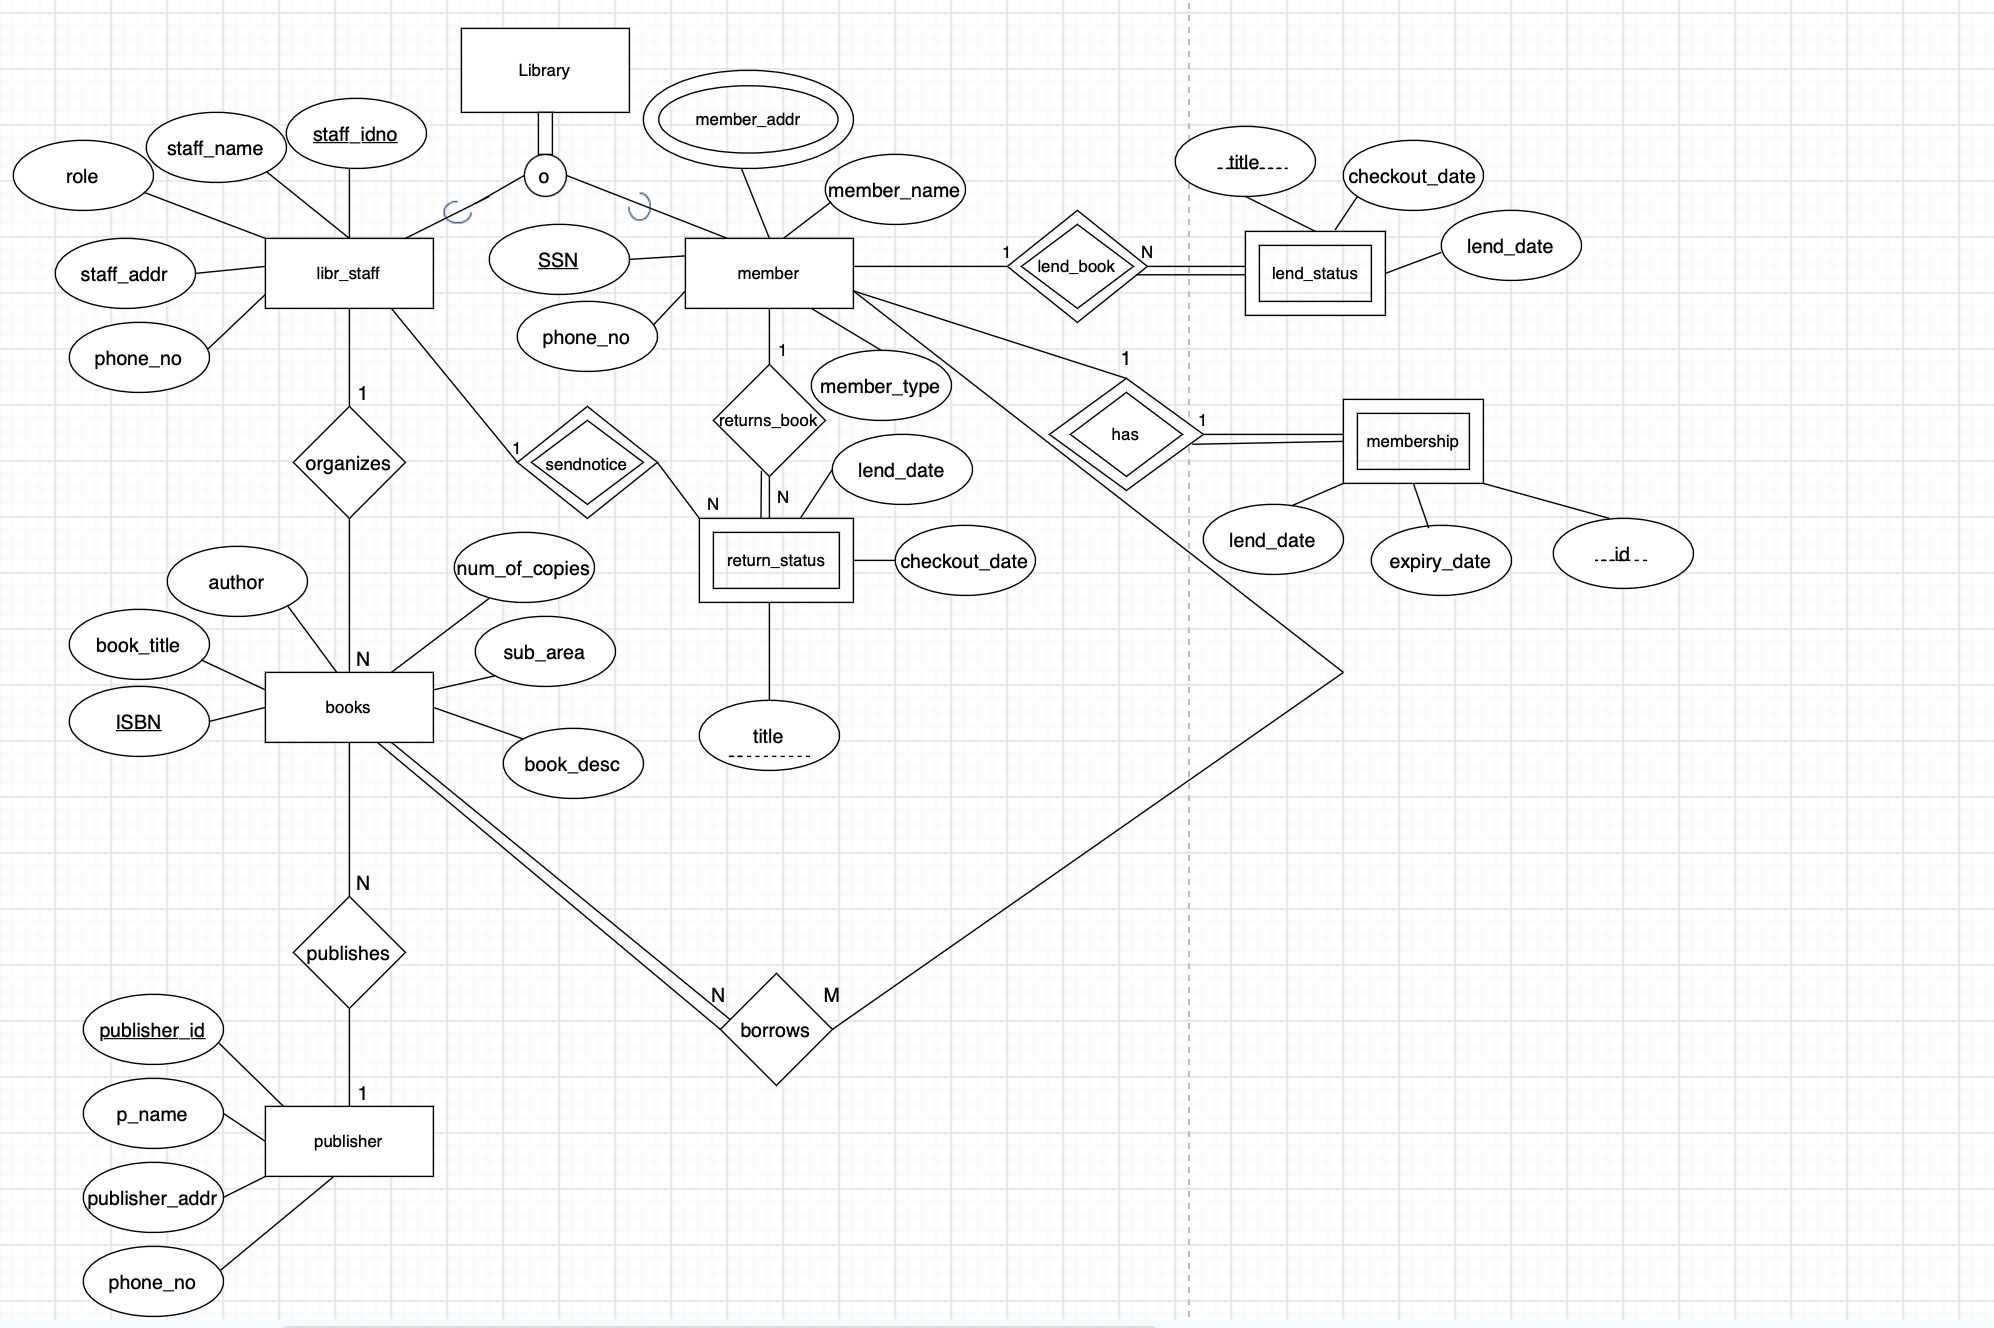 Library
member_addr
staff_idno
staff_name
role
o
member_name
title
checkout_date
lend_date
SSN
staff_addr
libr_staff
member
1
lend_book
N
lend_status
phone_no
phone_no
1
member_type
1
1
returns_book
has
1
membership
organizes
1
sendnotice
N
N
lend_date
return_status
checkout_date
lend_date
expiry_date
id
author
num_of_copies
book_title
N
sub_area
ISBN
books
title
book_desc
N
publishes
N
M
borrows
publisher_id
p_name
1
publisher
publisher_addr
phone_no